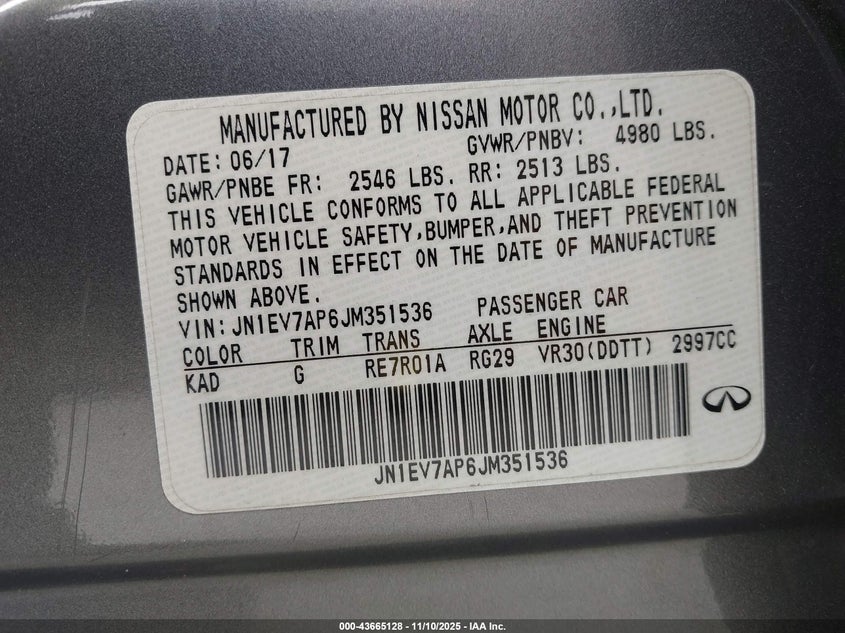 MANUFACTURED BY NISSAN MOTOR CO.,LTD.
DATE: 06/17 GVWR/PNBV: 4980 LBS.
GAWR/PNBE FR: 2546 LBS. RR: 2513 LBS.
THIS VEHICLE CONFORMS TO ALL APPLICABLE FEDERAL
MOTOR VEHICLE SAFETY,BUMPER,AND THEFT PREVENTION
STANDARDS IN EFFECT ON THE DATE OF MANUFACTURE
SHOWN ABOVE.
VIN: JN1EV7AP6JM351536 PASSENGER CAR
COLOR TRIM TRANS AXLE ENGINE
KAD G RE7R01A RG29 VR30(DDTT) 2997CC
JN1EV7AP6JM351536
000-43665128 - 11/10/2025 - IAA Inc.